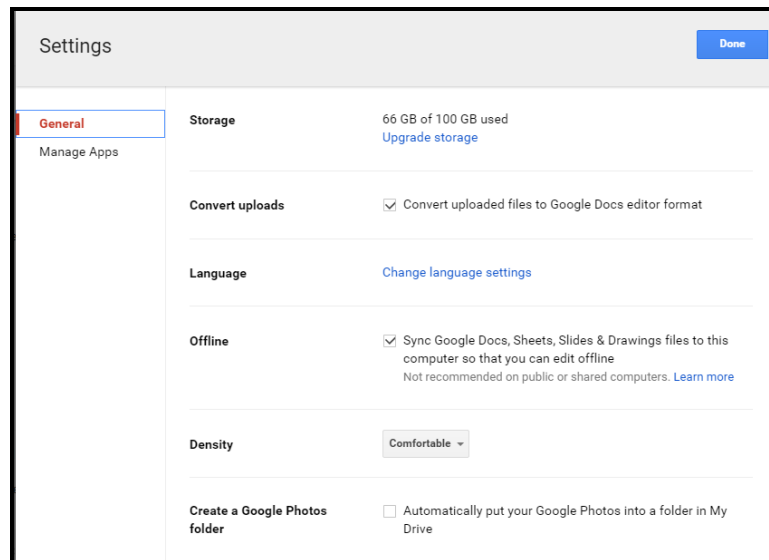 Settings
Done
General
Manage Apps
Storage
66 GB of 100 GB used
Upgrade storage
Convert uploads
Convert uploaded files to Google Docs editor format
Language
Change language settings
Offline
Sync Google Docs, Sheets, Slides & Drawings files to this
computer so that you can edit offline
Not recommended on public or shared computers. Learn more
Density
Comfortable
Create a Google Photos
folder
Automatically put your Google Photos into a folder in My
Drive